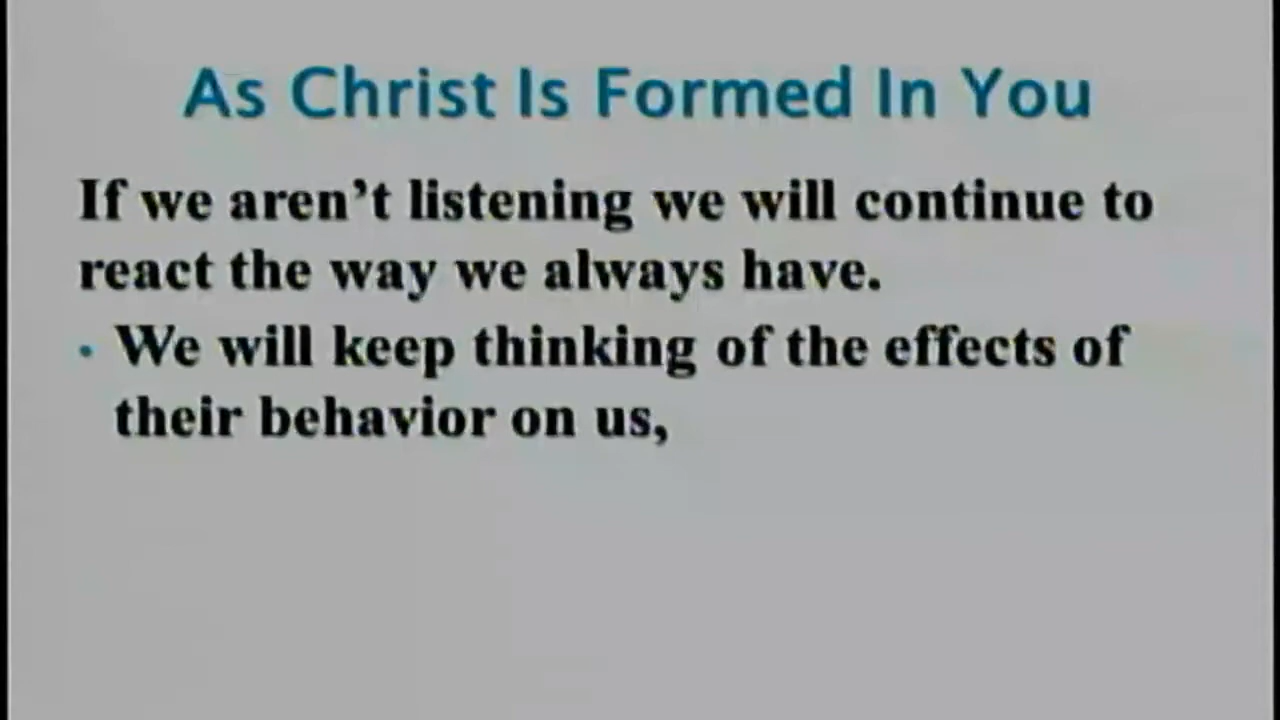 As Christ Is Formed In You
If we aren’t listening we will continue to
react the way we always have.
• We will keep thinking of the effects of
their behavior on us,